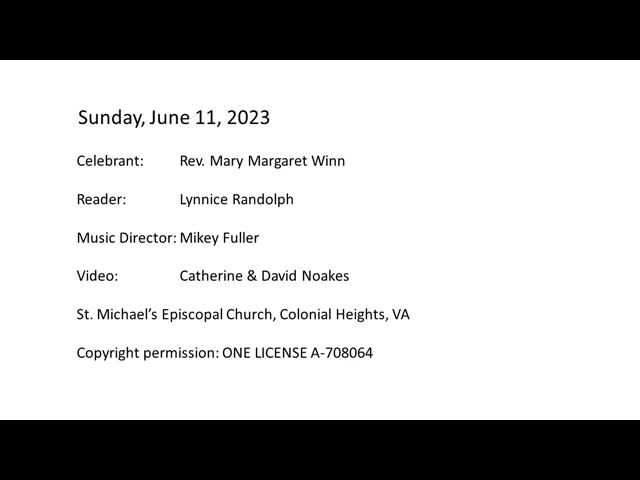 Sunday, June 11, 2023
Celebrant: Rev. Mary Margaret Winn
Reader: Lynnice Randolph
Music Director: Mikey Fuller
Video: Catherine & David Noakes
St. Michael’s Episcopal Church, Colonial Heights, VA
Copyright permission: ONE LICENSE A-708064